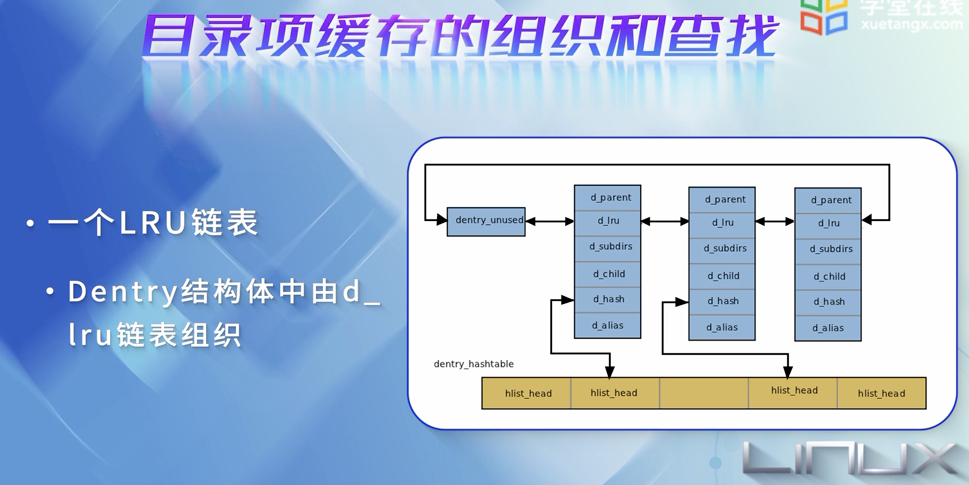 目录项缓存的组织和查找
学堂在线
xuetangx.com
• 一个LRU链表
• Dentry结构体中由d_
lru链表组织
dentry_unused
d_parent
d_lru
d_subdirs
d_child
d_hash
d_alias
d_parent
d_lru
d_subdirs
d_child
d_hash
d_alias
d_parent
d_lru
d_subdirs
d_child
d_hash
d_alias
dentry_hashtable
hlist_head
hlist_head
hlist_head
hlist_head
LINUX